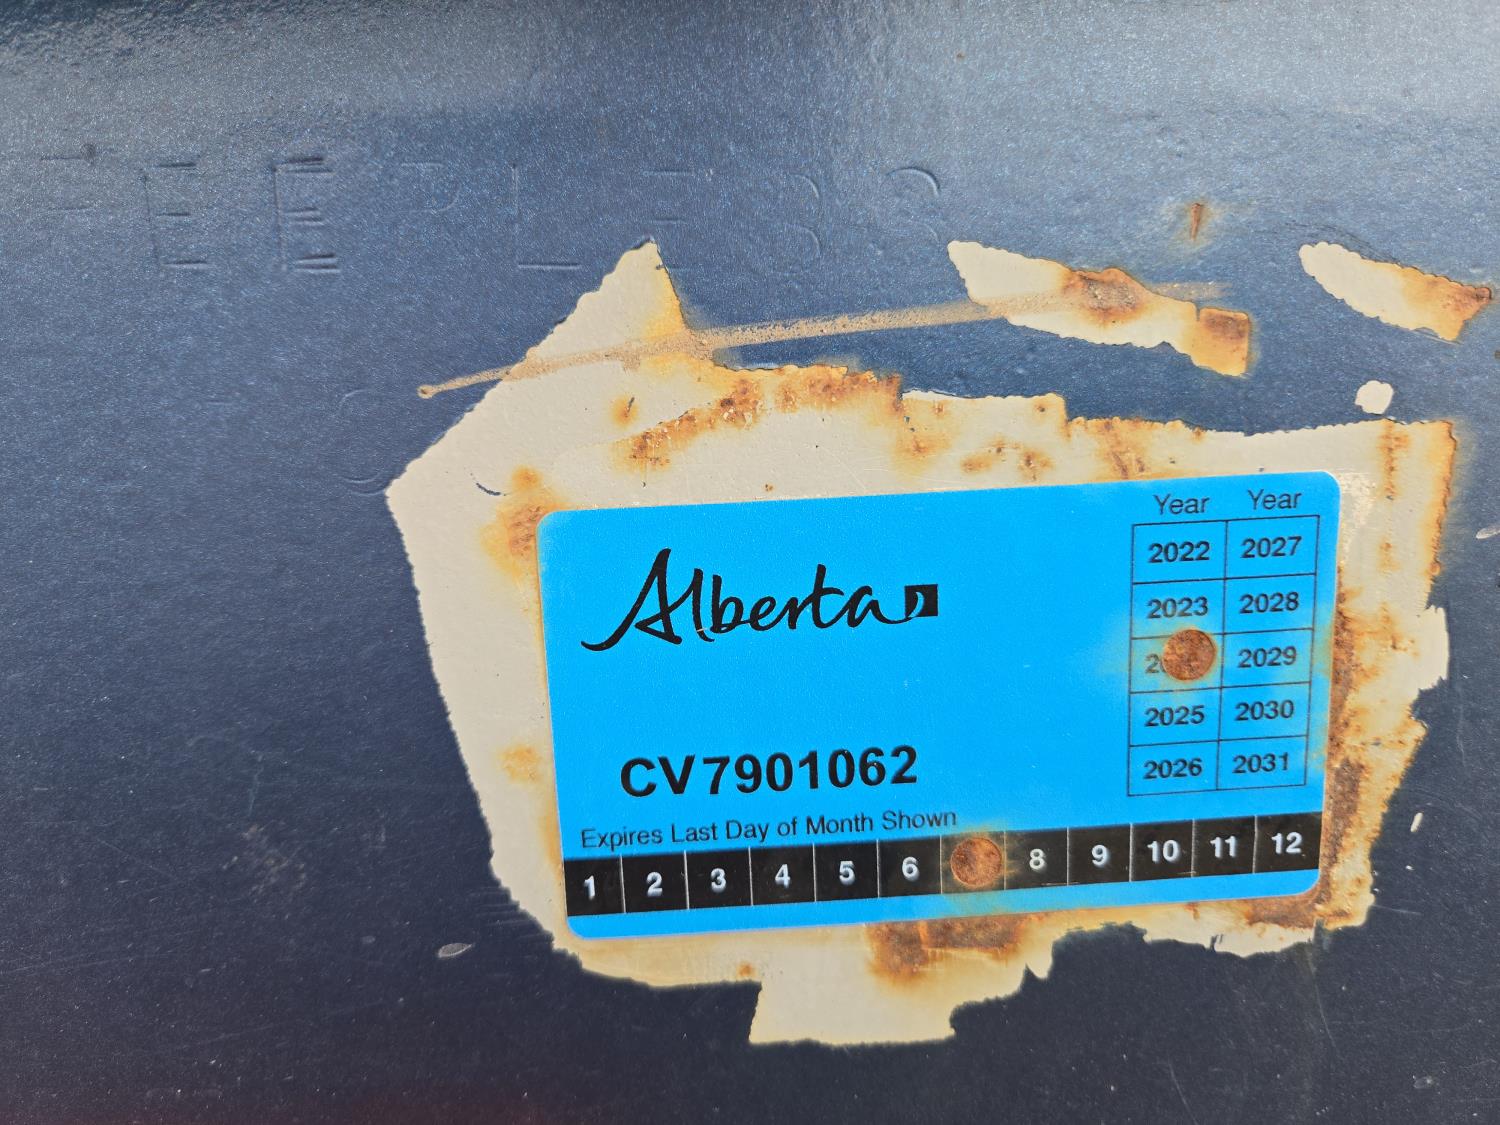 Alberta
CV7901062
Expires Last Day of Month Shown
1 2 3 4 5 6 8 9 10 11 12
Year Year
2022 2027
2023 2028
2029
2025 2030
2026 2031